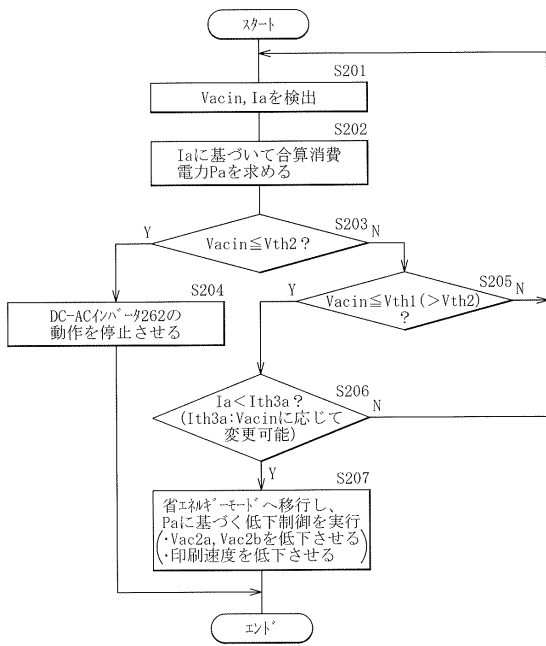 スタート
S201
Vacin,Iaを検出
S202
Iaに基づいて合算消費
電力Paを求める
S203
Y
N
Vacin≦Vth2？
S205
Y
N
Vacin≦Vth1(＞Vth2)
？
S204
DC-ACｲﾝﾊﾞｰﾀ262の
動作を停止させる
S206
Ia＜Ith3a？
(Ith3a:Vacinに応じて
変更可能)
N
Y
S207
省ｴﾈﾙｷﾞｰﾓｰﾄﾞへ移行し、
Paに基づく低下制御を実行
(・Vac2a,Vac2bを低下させる
・印刷速度を低下させる)
ｴﾝﾄﾞ